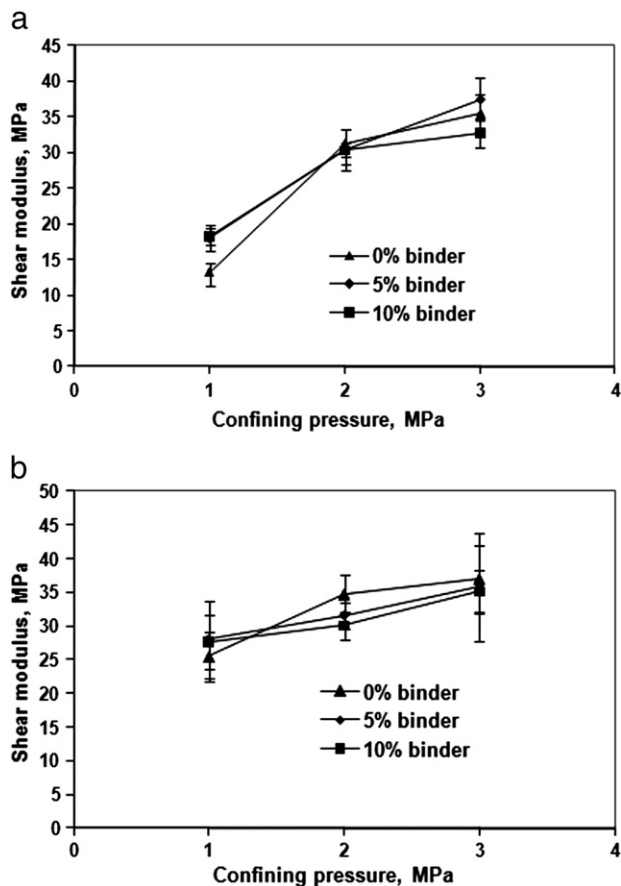 a
45
40
35
30
25
20
15
10
5
0
Shear modulus, MPa
0% binder
5% binder
10% binder
0 1 2 3 4
Confining pressure, MPa
b
50
45
40
35
30
25
20
15
10
5
0
Shear modulus, MPa
0% binder
5% binder
10% binder
0 1 2 3 4
Confining pressure, MPa